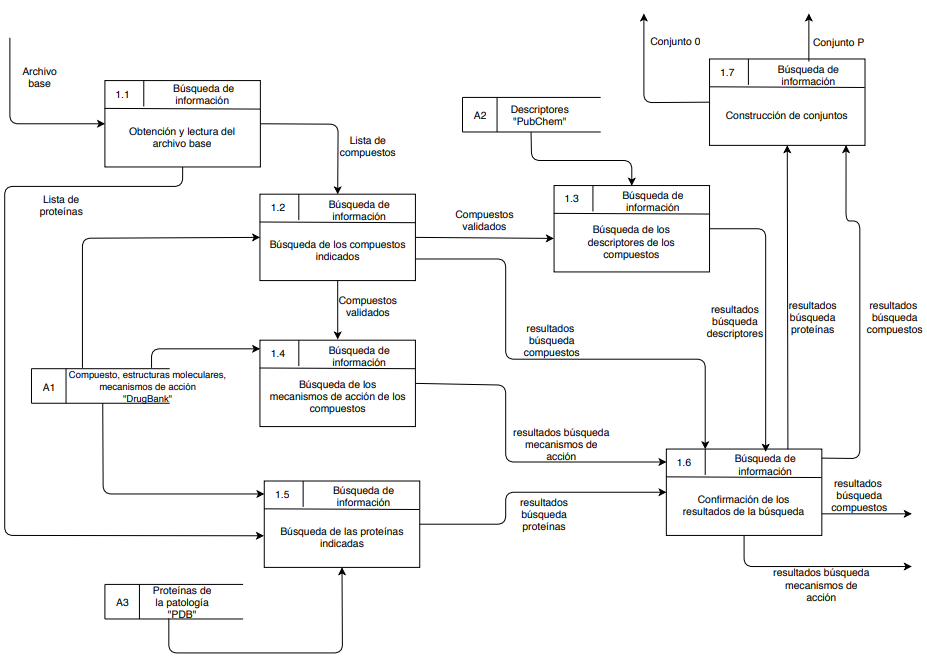 Archivo
base
1.1
Búsqueda de
información
Obtención y lectura del
archivo base
Lista de
compuestos
Lista de
proteínas
A2
Descriptores
"PubChem"
Conjunto 0
Conjunto P
1.7
Búsqueda de
información
Construcción de conjuntos
1.2
Búsqueda de
información
Búsqueda de los compuestos
indicados
Compuestos
validados
1.3
Búsqueda de
información
Búsqueda de los
descriptores de los
compuestos
Compuestos
validados
resultados
búsqueda
compuestos
resultados
búsqueda
descriptores
resultados
búsqueda
proteínas
resultados
búsqueda
compuestos
1.4
Búsqueda de
información
Búsqueda de los
mecanismos de acción de los
compuestos
A1
Compuesto, estructuras moleculares,
mecanismos de acción
"DrugBank"
resultados búsqueda
mecanismos de
acción
1.6
Búsqueda de
información
Confirmación de los
resultados de la búsqueda
resultados
búsqueda
compuestos
1.5
Búsqueda de
información
Búsqueda de las proteínas
indicadas
resultados
búsqueda
proteínas
resultados búsqueda
mecanismos de
acción
A3
Proteínas de
la patología
"PDB"